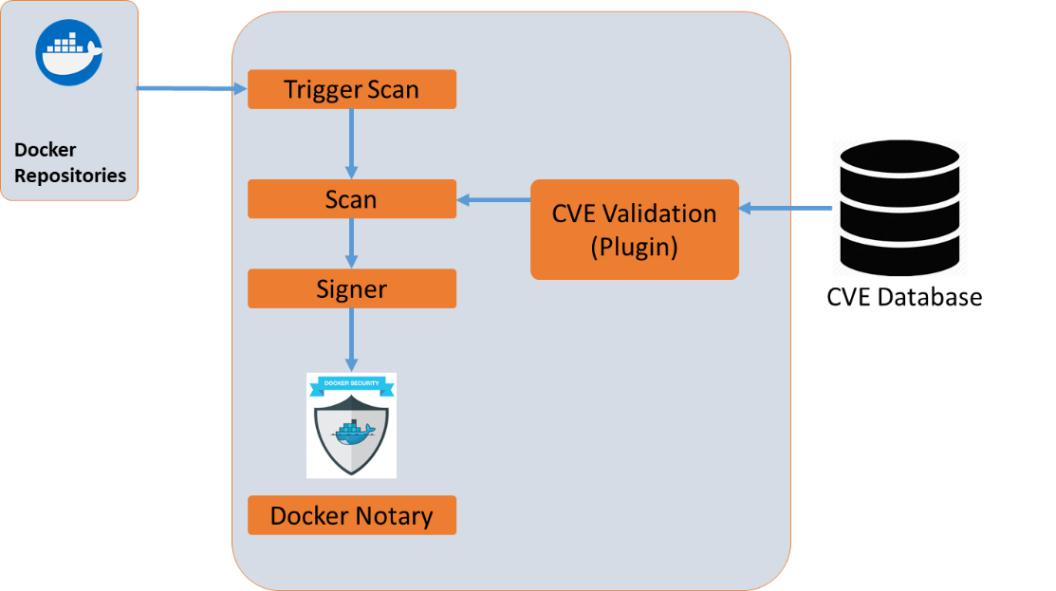 Docker
Repositories
Trigger Scan
Scan
CVE Validation
(Plugin)
CVE Database
Signer
DOCKER SECURITY
Docker Notary